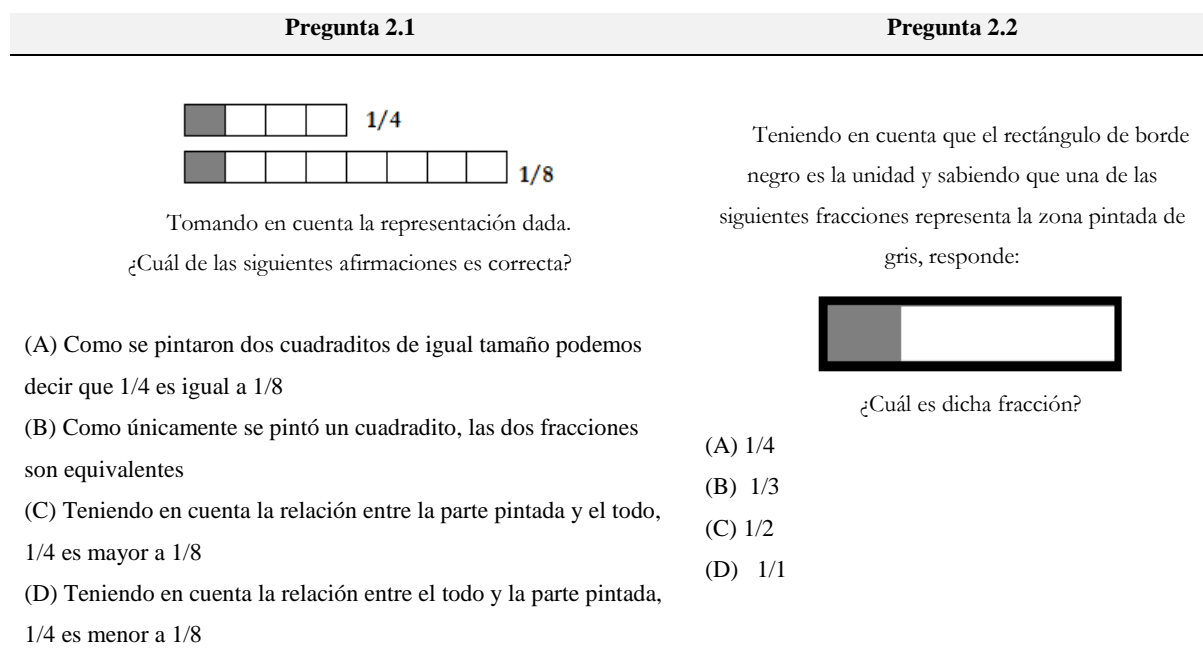 Pregunta 2.1
1/4
1/8
Tomando en cuenta la representación dada.
¿Cuál de las siguientes afirmaciones es correcta?
(A) Como se pintaron dos cuadraditos de igual tamaño podemos
decir que 1/4 es igual a 1/8
(B) Como únicamente se pintó un cuadradito, las dos fracciones
son equivalentes
(C) Teniendo en cuenta la relación entre la parte pintada y el todo,
1/4 es mayor a 1/8
(D) Teniendo en cuenta la relación entre el todo y la parte pintada,
1/4 es menor a 1/8
Pregunta 2.2
Teniendo en cuenta que el rectángulo de borde
negro es la unidad y sabiendo que una de las
siguientes fracciones representa la zona pintada de
gris, responde:
¿Cuál es dicha fracción?
(A) 1/4
(B) 1/3
(C) 1/2
(D) 1/1